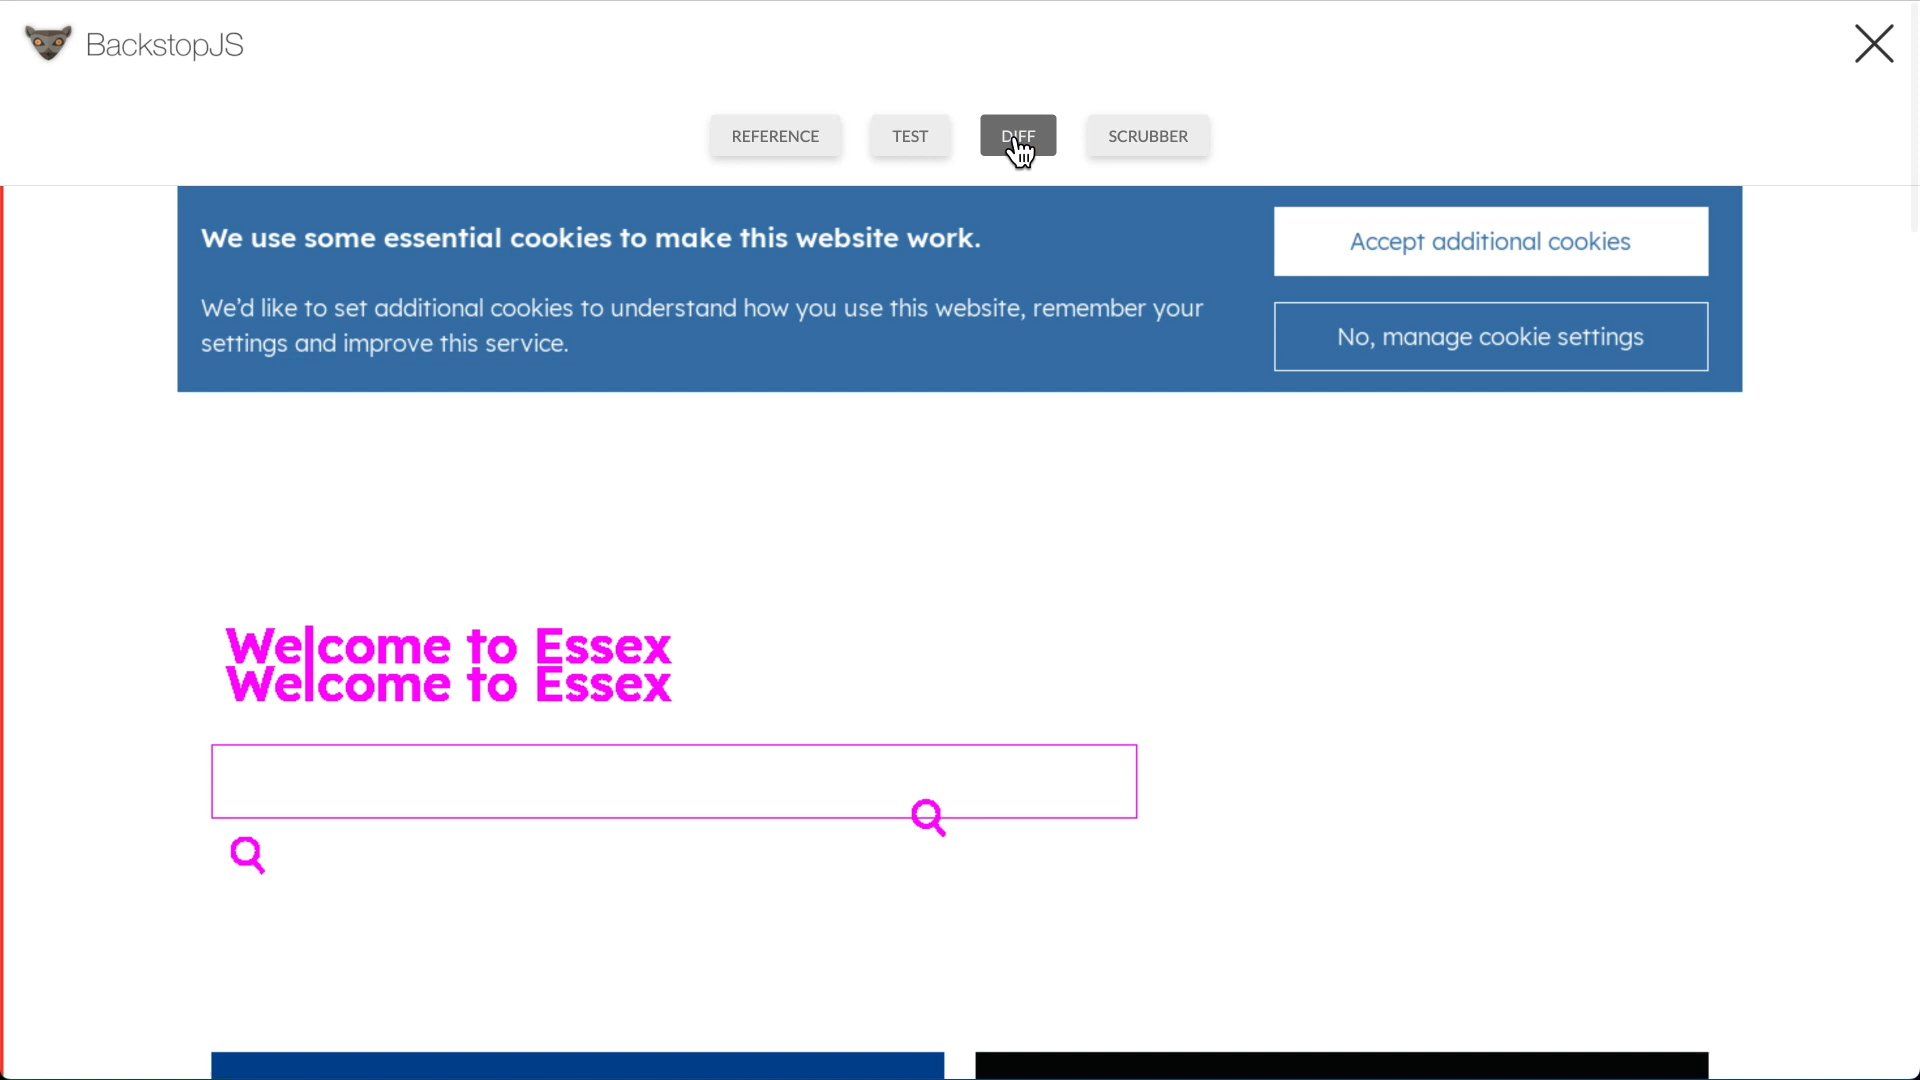 BackstopJS
REFERENCE
TEST
DIFF
SCRUBBER
We use some essential cookies to make this website work.
We'd like to set additional cookies to understand how you use this website, remember your
settings and improve this service.
Accept additional cookies
No, manage cookie settings
Welcome to Essex
Welcome to Essex